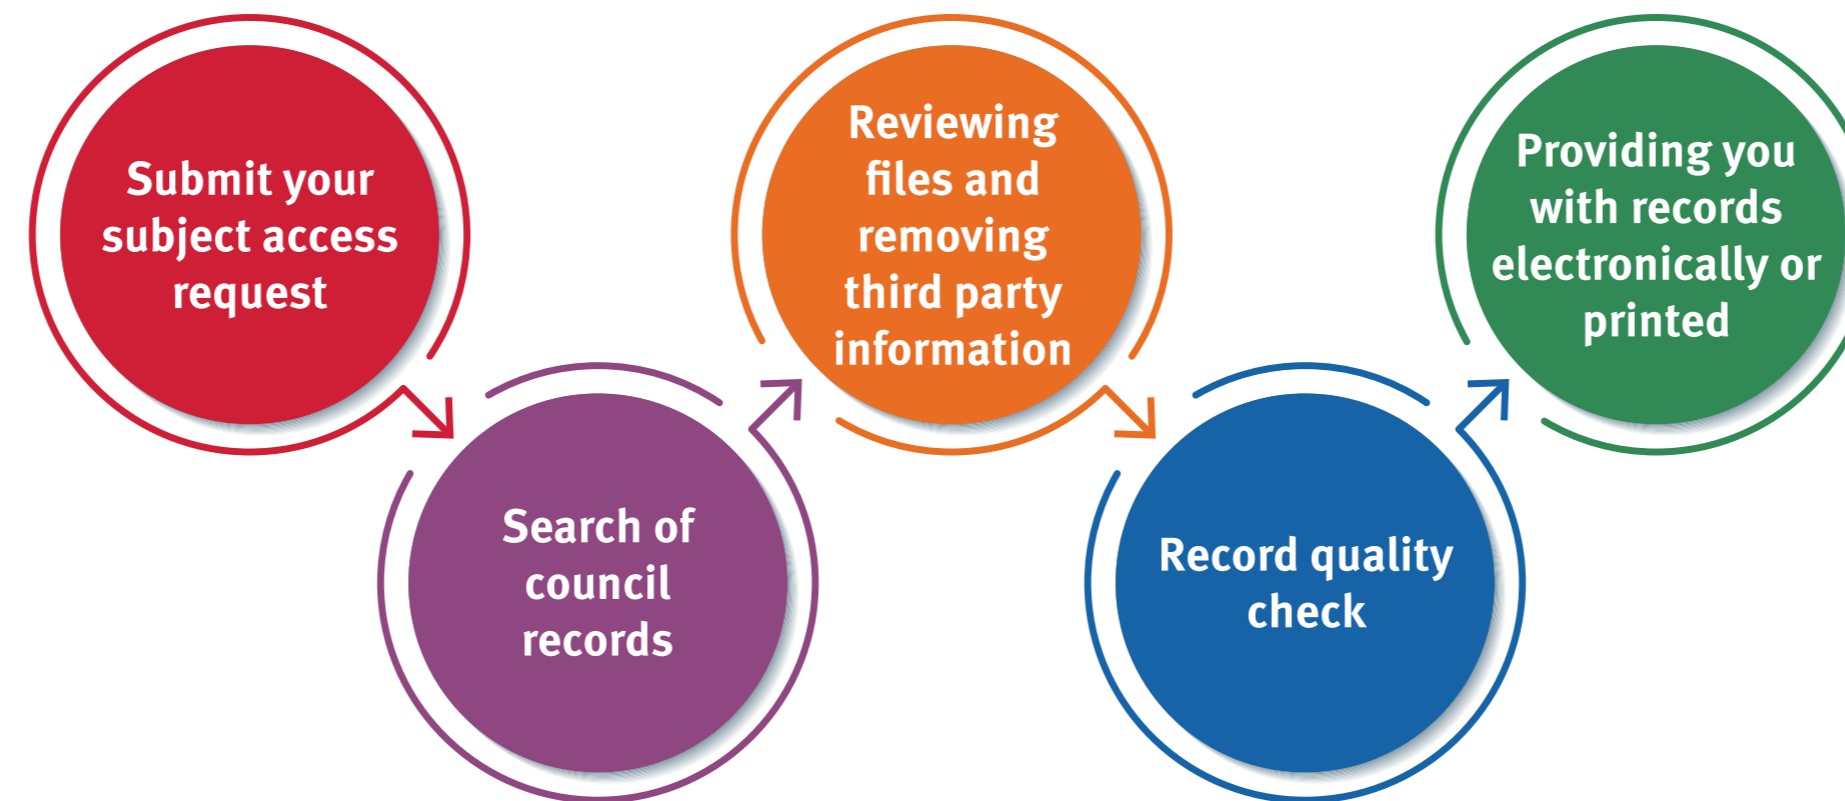 Submit your
subject access
request
Search of
council
records
Reviewing
files and
removing
third party
information
Record quality
check
Providing you
with records
electronically or
printed